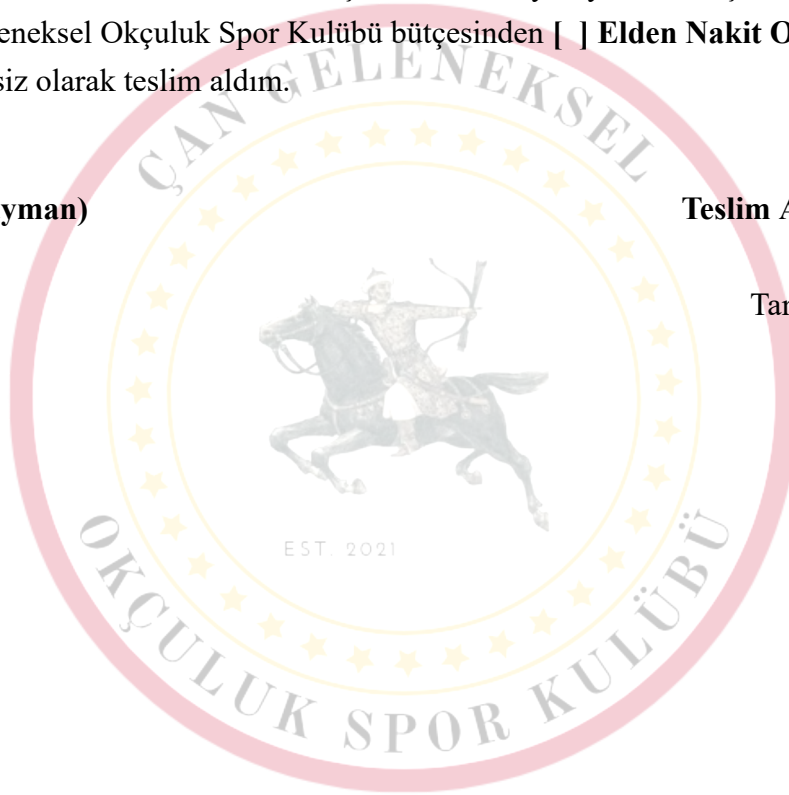 eneksel Okçuluk Spor Kulübü bütçesinden [ ] Elden Nakit O
siz olarak teslim aldım.
ÇAN GELENEKSEL
yman)
Teslim A
Tar
EST. 2021
OKÇULUK SPOR KULÜBÜ